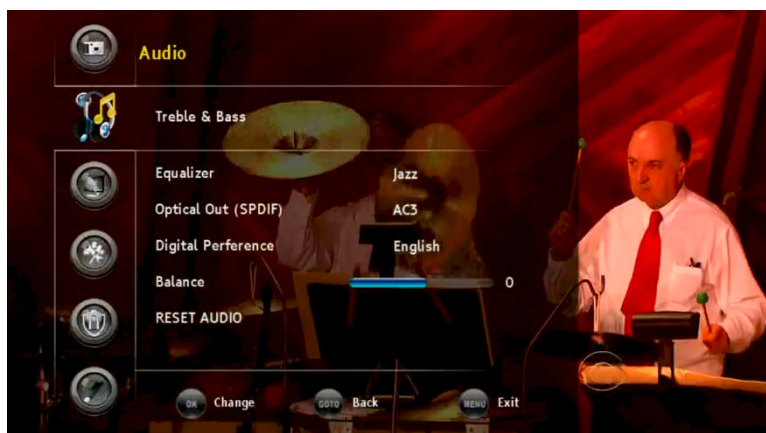 Audio
Treble & Bass
Equalizer Jazz
Optical Out (SPDIF) AC3
Digital Perference English
Balance 0
RESET AUDIO
OK Change GOTO Back MENU Exit